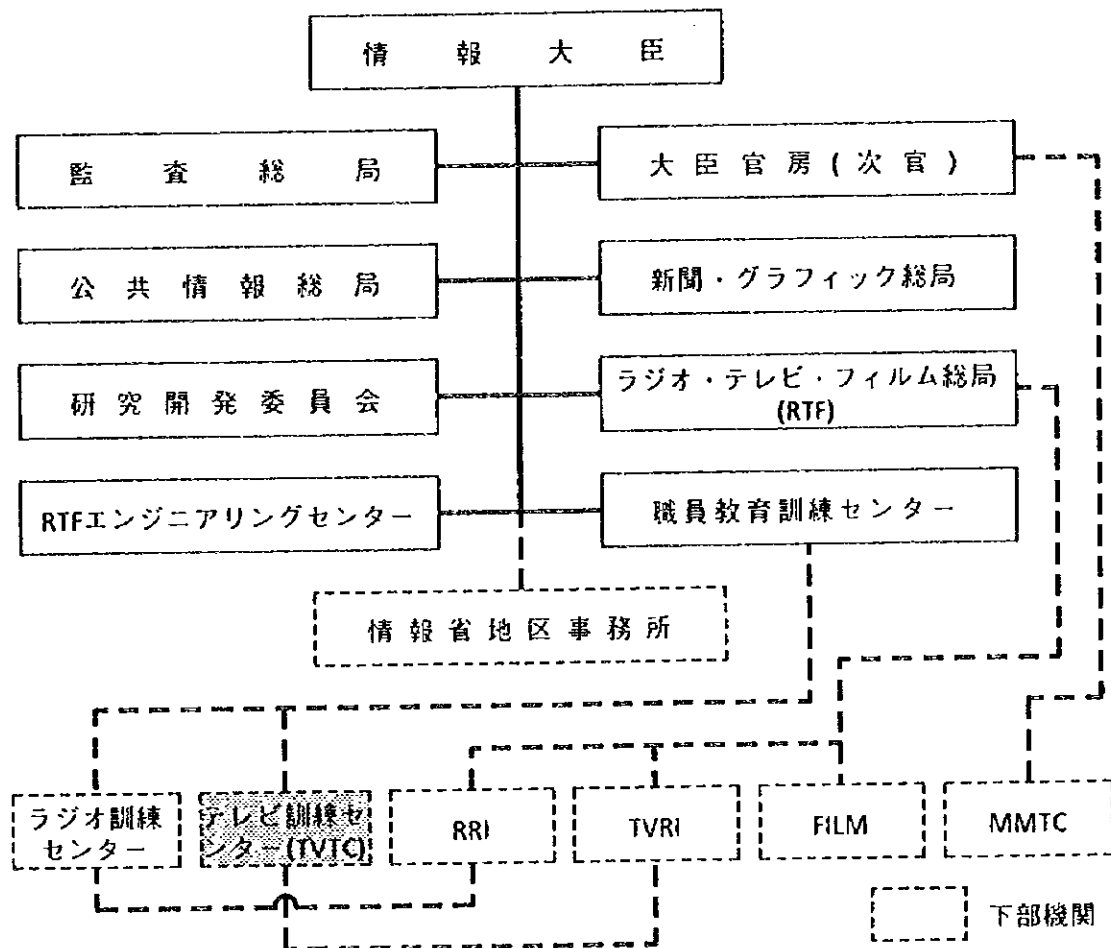 情報大臣
監査総局
大臣官房(次官)
公共情報総局
新聞・グラフィック総局
研究開発委員会
ラジオ・テレビ・フィルム総局
(RTF)
RTFエンジニアリングセンター
職員教育訓練センター
情報省地区事務所
ラジオ訓練
センター
テレビ訓練セ
ンター(TVTC)
RRI
TVRI
FILM
MMTC
下部機関